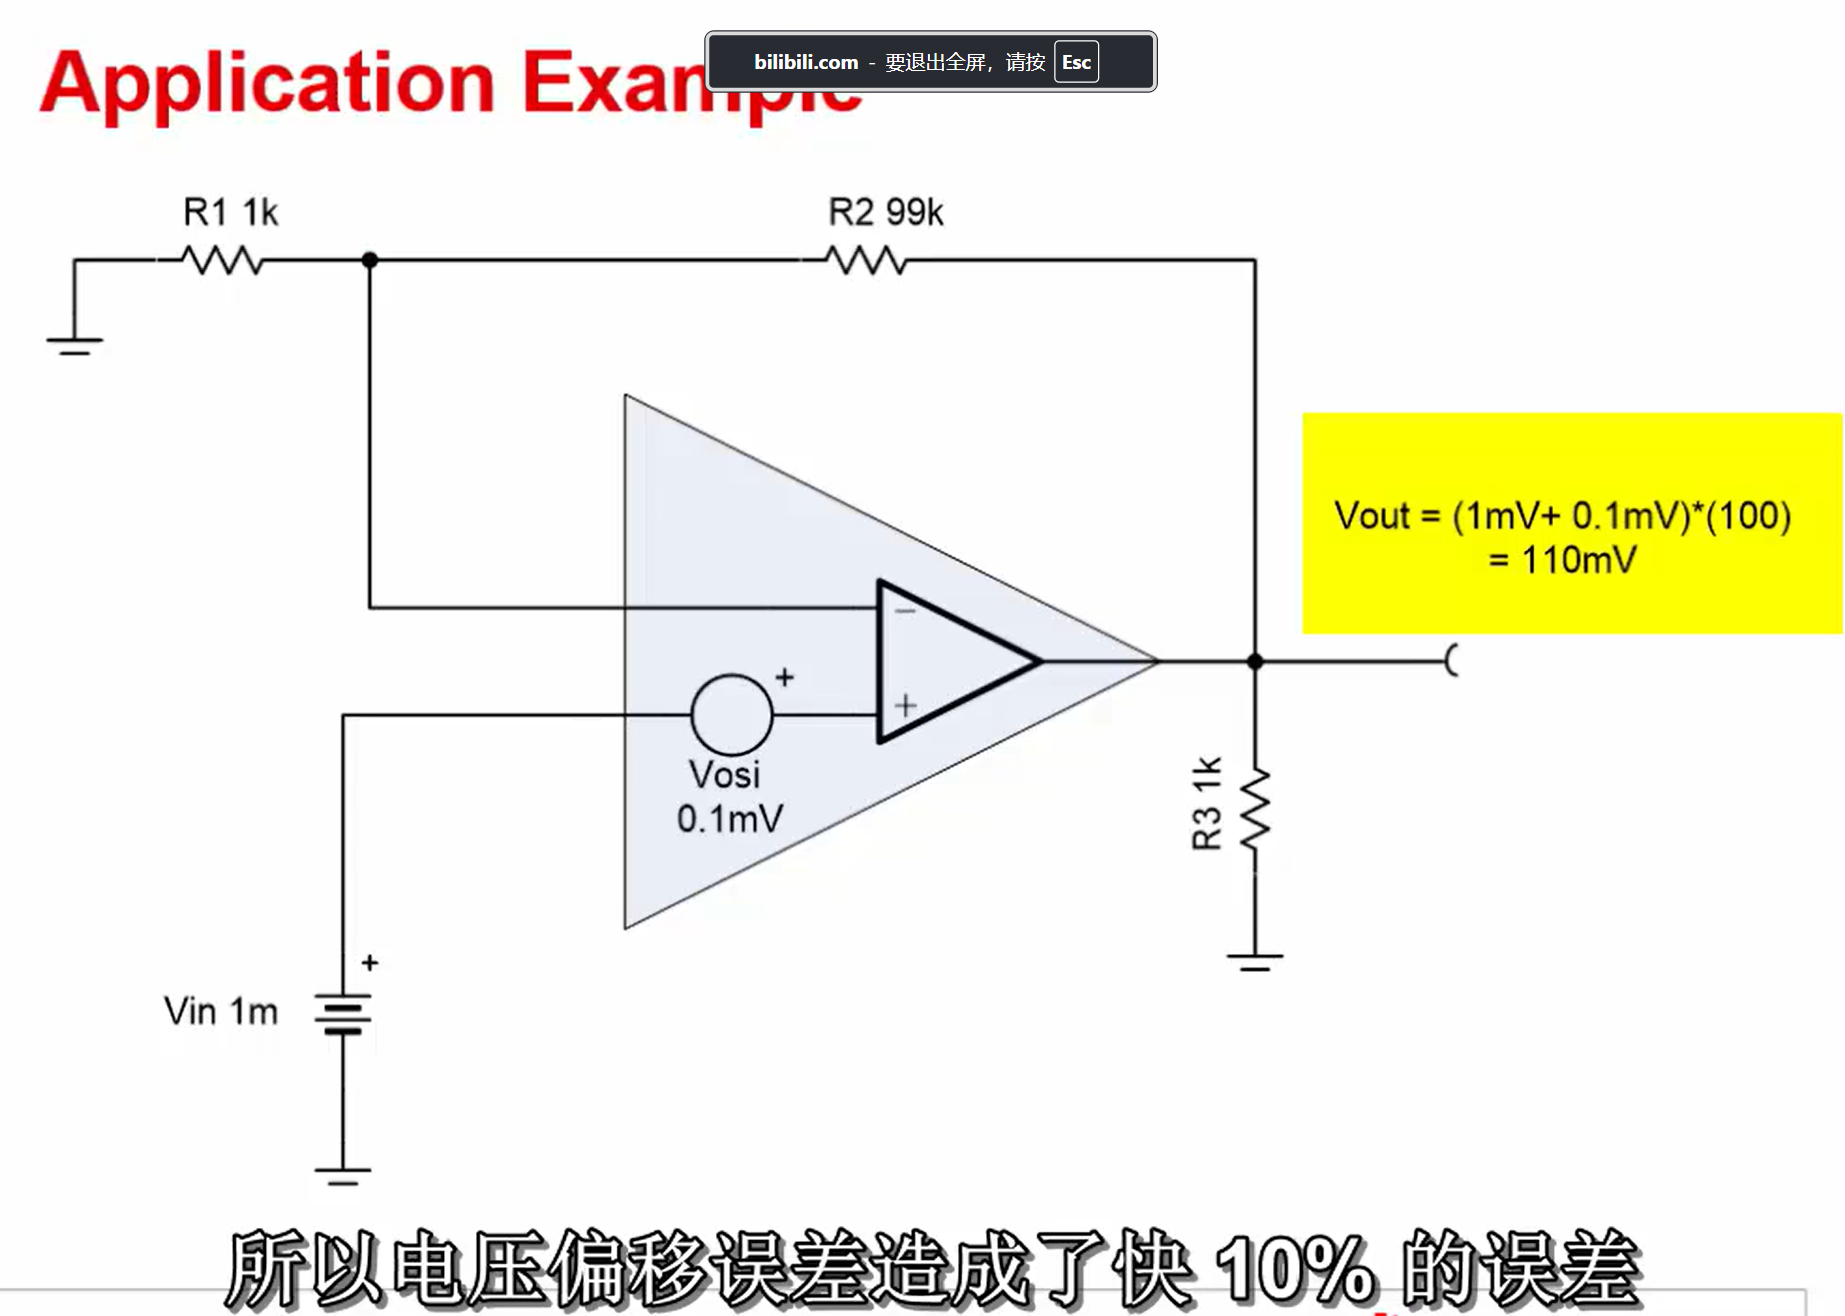 Application Example
bilibili.com - 要退出全屏，请按 Esc
R1 1k
R2 99k
Vout = (1mV+ 0.1mV)*(100)
= 110mV
−
+
+
Vosi
0.1mV
R3 1k
+
Vin 1m
所以电压偏移误差造成了快 10% 的误差